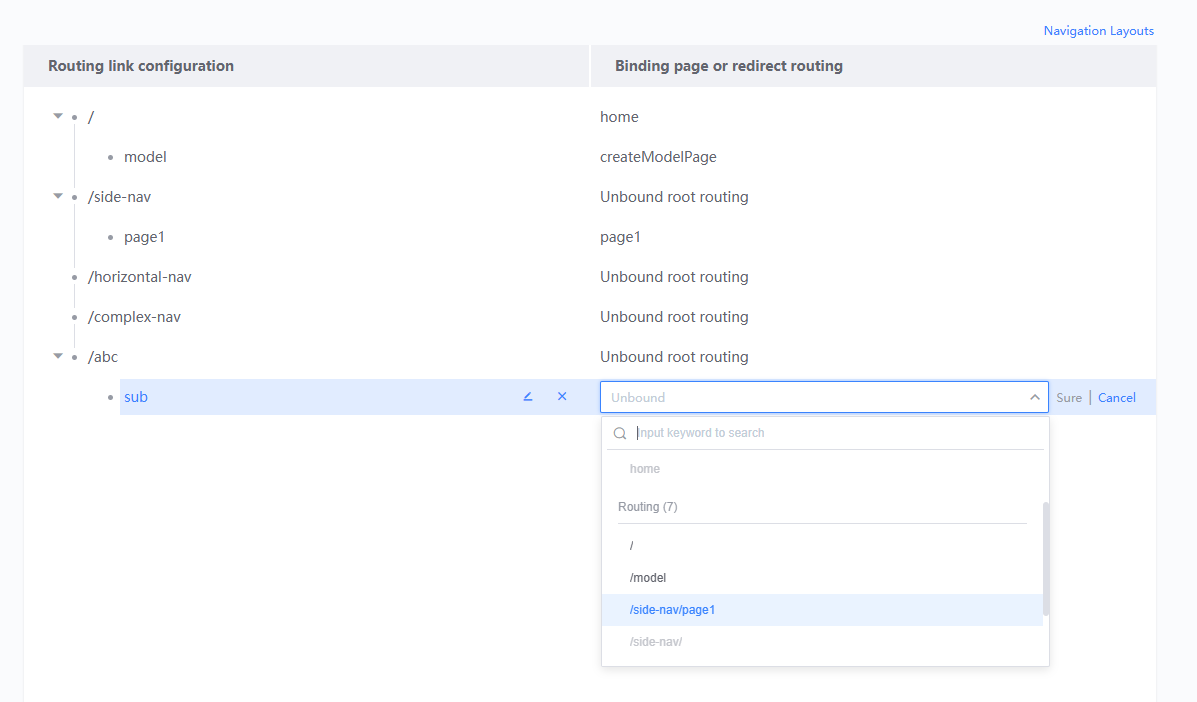 Navigation Layouts
Routing link configuration Binding page or redirect routing
/ home
model createModelPage
/side-nav Unbound root routing
page1 page1
/horizontal-nav Unbound root routing
/complex-nav Unbound root routing
/abc Unbound root routing
sub Unbound Sure | Cancel
Input keyword to search
home
Routing (7)
/
/model
/side-nav/page1
/side-nav/